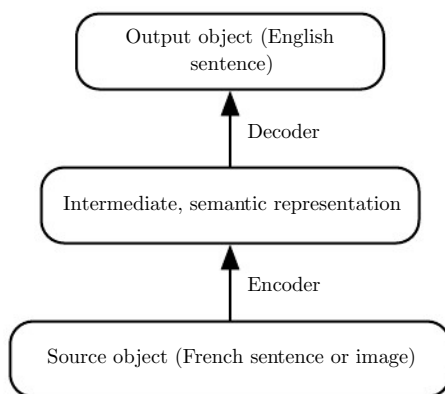 Output object (English
sentence)
Decoder
Intermediate, semantic representation
Encoder
Source object (French sentence or image)